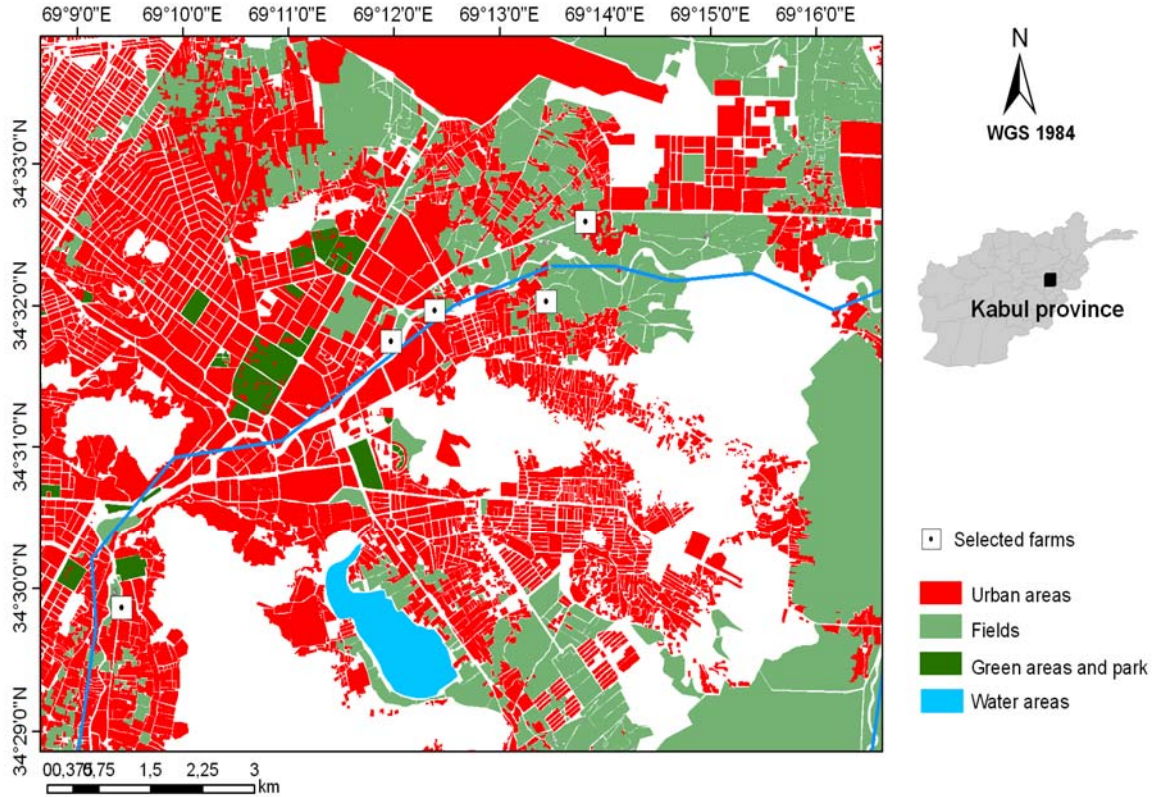 69°9'0"E 69°10'0"E 69°11'0"E 69°12'0"E 69°13'0"E 69°14'0"E 69°15'0"E 69°16'0"E
N
WGS 1984
34°33'0"N
34°32'0"N
34°31'0"N
34°30'0"N
34°29'0"N
Kabul province
Selected farms
Urban areas
Fields
Green areas and park
Water areas
00,3750,75 1,5 2,25 3
km